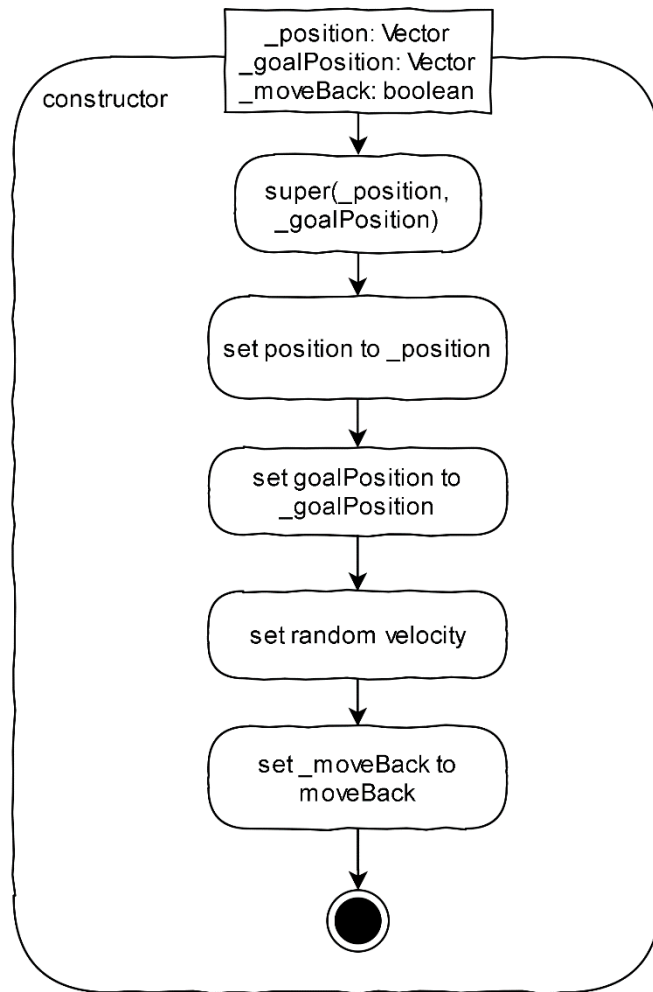 _position: Vector
_goalPosition: Vector
_moveBack: boolean
constructor
super(_position,
_goalPosition)
set position to _position
set goalPosition to
_goalPosition
set random velocity
set _moveBack to
moveBack